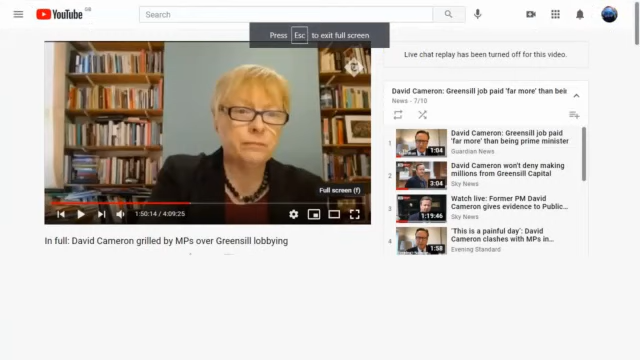 YouTube GB
Search
Press Esc to exit full screen
Live chat replay has been turned off for this video.
David Cameron: Greensill job paid 'far more' than bein
News - 7/10
1
David Cameron: Greensill job paid
'far more' than being prime minister
Guardian News
1:04
2
David Cameron won't deny making
millions from Greensill Capital
Sky News
3:04
3
Watch live: Former PM David
Cameron gives evidence to Public...
Sky News
1:19:46
4
'This is a painful day': David
Cameron clashes with MPs in...
Evening Standard
1:58
Full screen (f)
1:50:14 / 4:09:25
In full: David Cameron grilled by MPs over Greensill lobbying